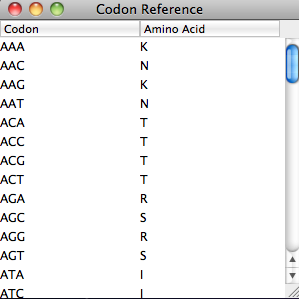 Codon Reference
Codon Amino Acid
AAA K
AAC N
AAG K
AAT N
ACA T
ACC T
ACG T
ACT T
AGA R
AGC S
AGG R
AGT S
ATA I
ATC I